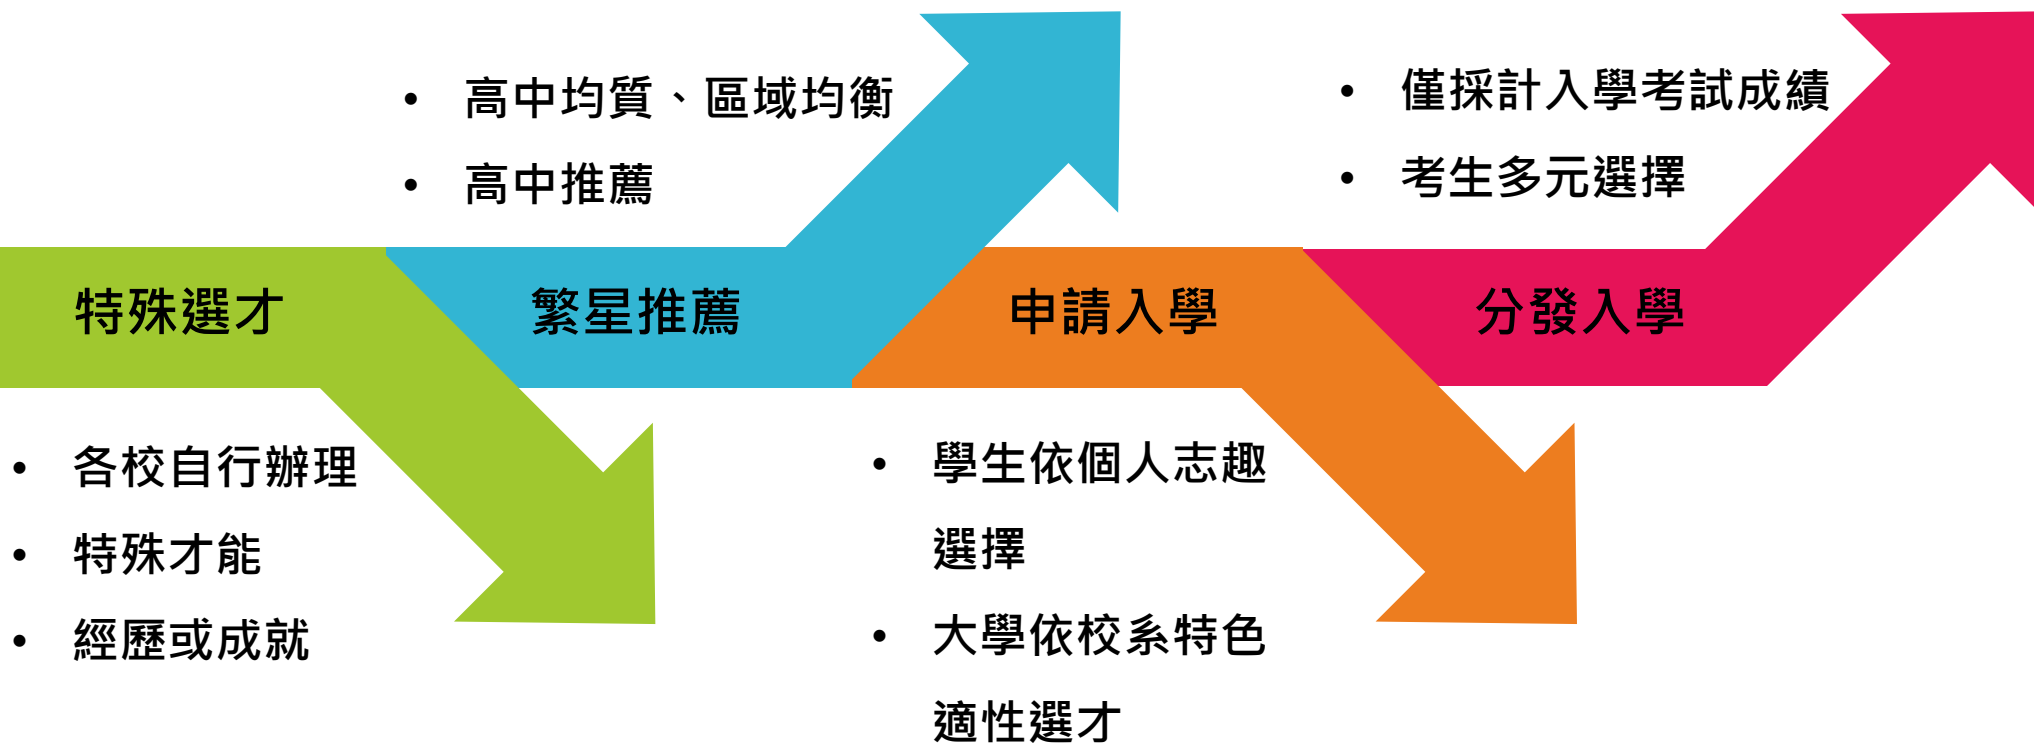 特殊選才
• 各校自行辦理
• 特殊才能
• 經歷或成就
繁星推薦
• 高中均質、區域均衡
• 高中推薦
申請入學
• 學生依個人志趣
選擇
• 大學依校系特色
適性選才
分發入學
• 僅採計入學考試成績
• 考生多元選擇